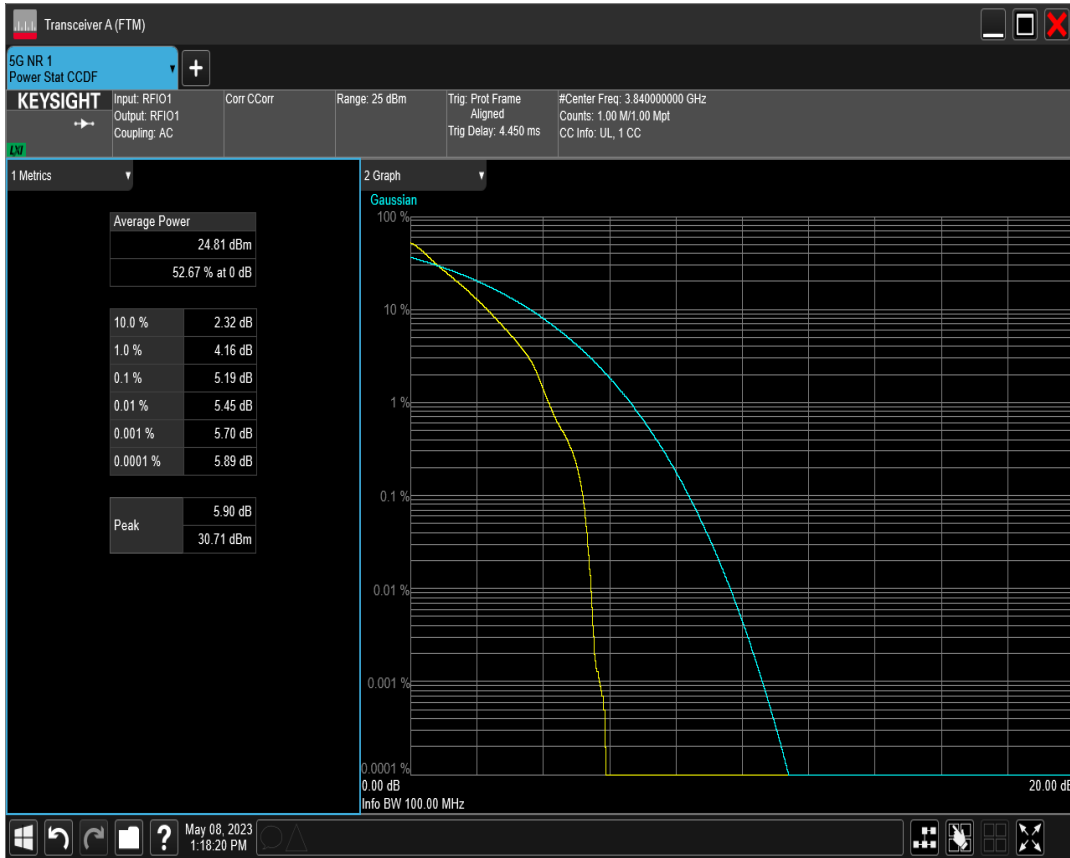 Transceiver A (FTM)
5G NR 1
Power Stat CCDF
+
KEYSIGHT
LXI
Input: RFIO1
Output: RFIO1
Coupling: AC
Corr CCorr
Range: 25 dBm
Trig: Prot Frame
Aligned
Trig Delay: 4.450 ms
#Center Freq: 3.840000000 GHz
Counts: 1.00 M/1.00 Mpt
CC Info: UL, 1 CC
1 Metrics
Average Power
24.81 dBm
52.67 % at 0 dB
10.0 % 2.32 dB
1.0 % 4.16 dB
0.1 % 5.19 dB
0.01 % 5.45 dB
0.001 % 5.70 dB
0.0001 % 5.89 dB
Peak
5.90 dB
30.71 dBm
2 Graph
Gaussian
100 %
10 %
1 %
0.1 %
0.01 %
0.001 %
0.0001 %
0.00 dB
20.00 dB
Info BW 100.00 MHz
?
May 08, 2023
1:18:20 PM